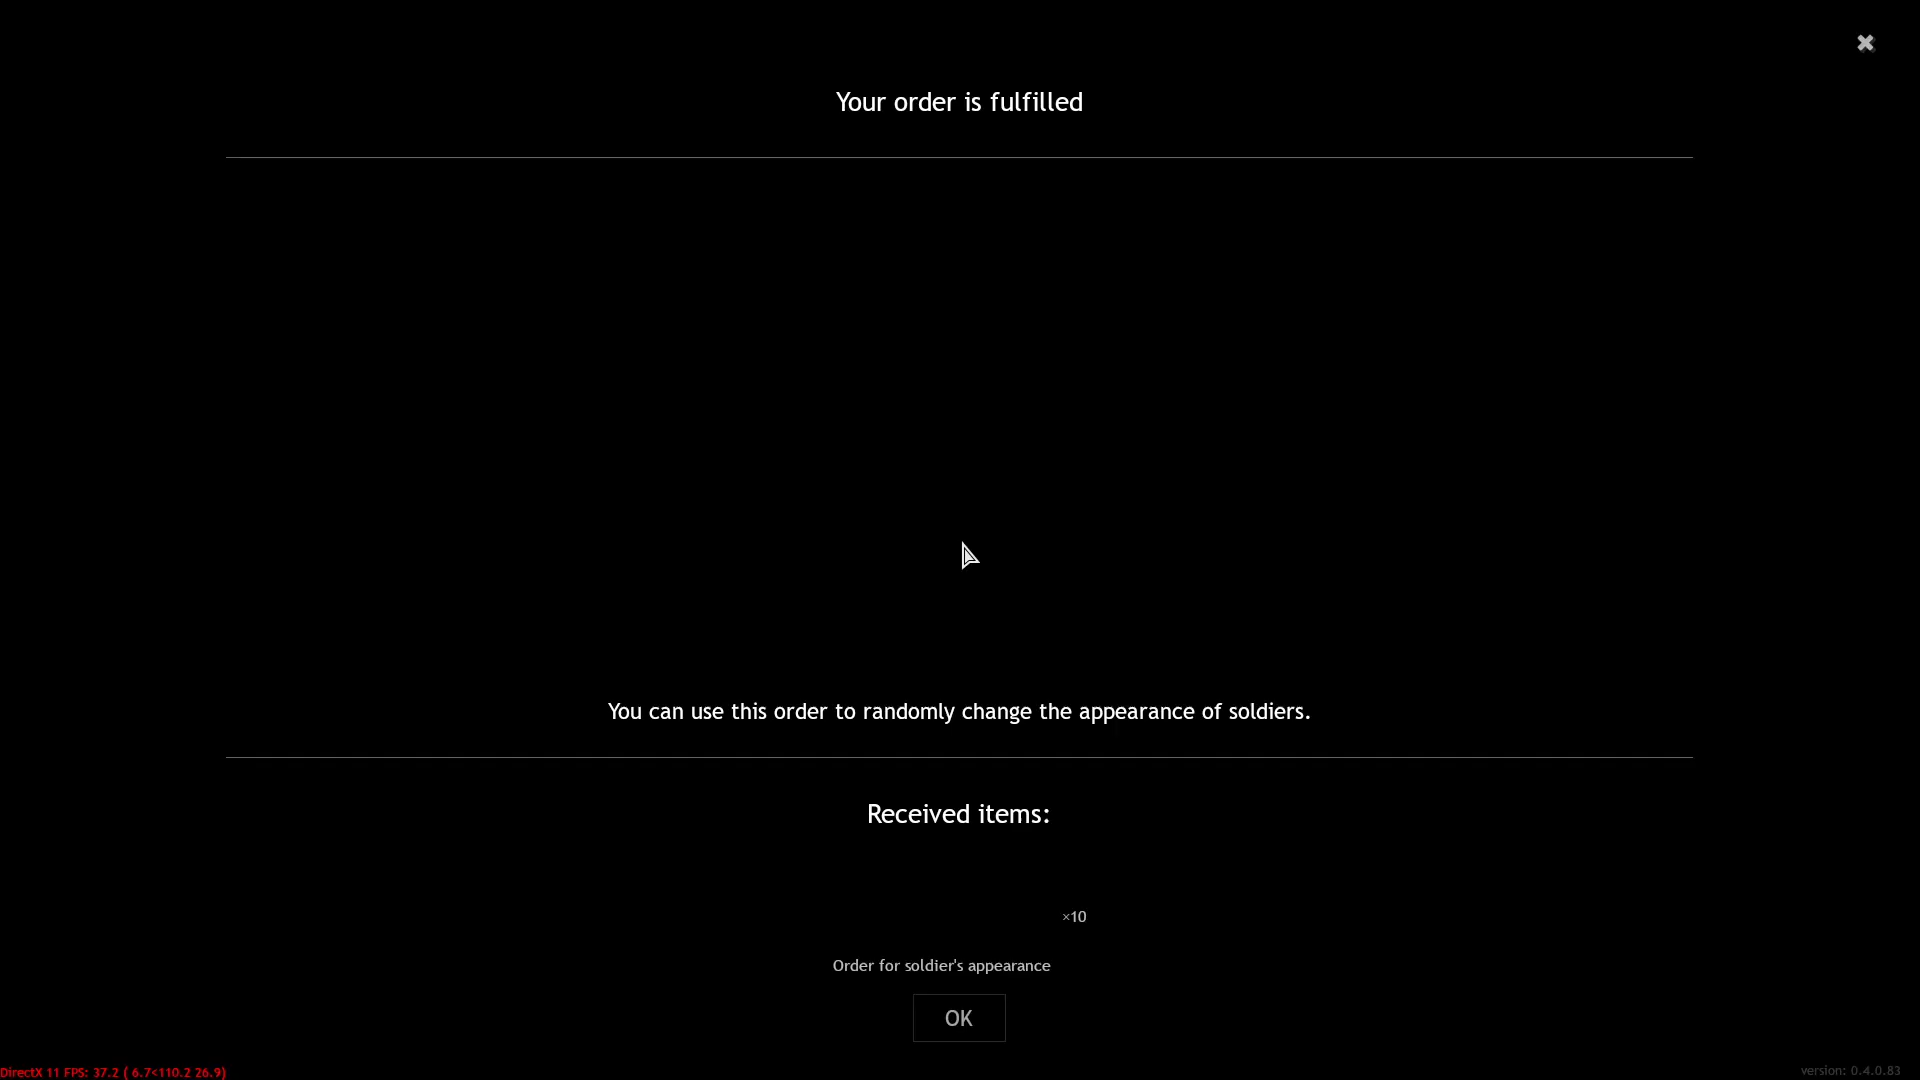 Your order is fulfilled
You can use this order to randomly change the appearance of soldiers.
Received items:
×10
Order for soldier's appearance
OK
DirectX 11 FPS: 37.2 ( 6.7<110.2 26.9)
version: 0.4.0.83